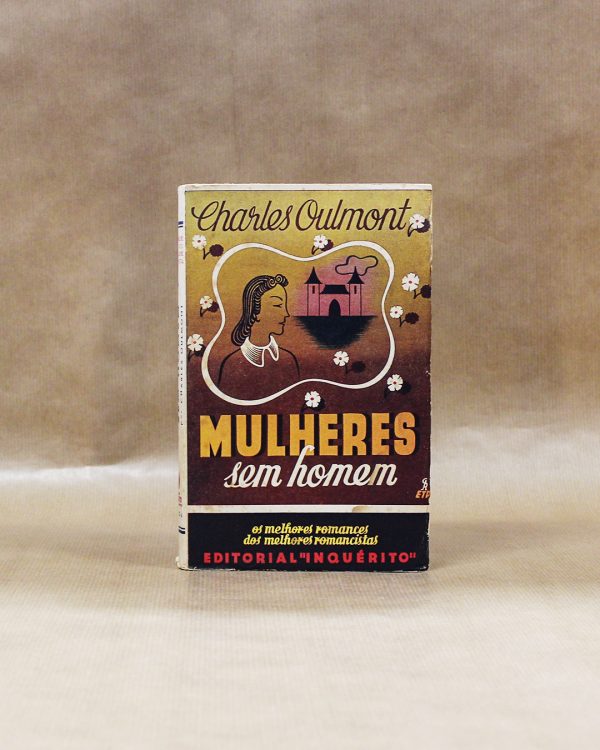 Charles Oulmont
MULHERES
sem homem
os melhores romances
dos melhores romancistas
EDITORIAL "INQUÉRITO"